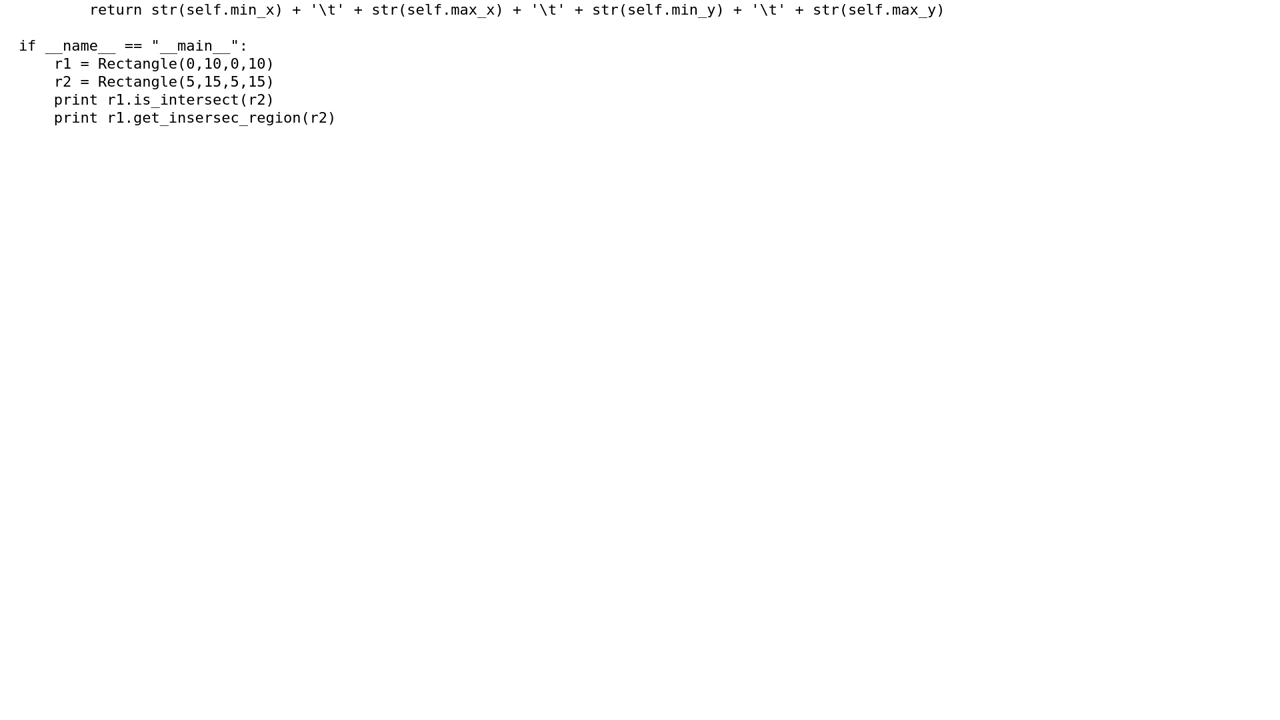 return str(self.min_x) + '\t' + str(self.max_x) + '\t' + str(self.min_y) + '\t' + str(self.max_y)

if __name__ == "__main__":
    r1 = Rectangle(0,10,0,10)
    r2 = Rectangle(5,15,5,15)
    print r1.is_intersect(r2)
    print r1.get_insersec_region(r2)